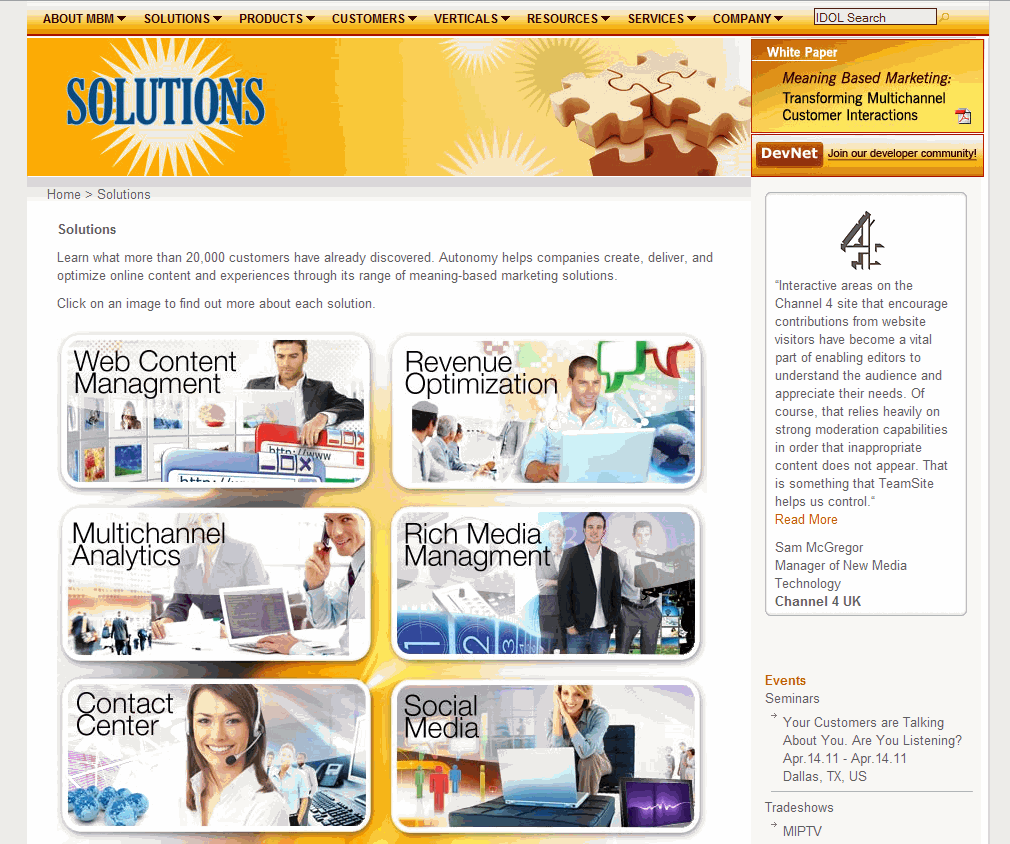 ABOUT MBM SOLUTIONS PRODUCTS CUSTOMERS VERTICALS RESOURCES SERVICES COMPANY IDOL Search
SOLUTIONS
White Paper
Meaning Based Marketing:
Transforming Multichannel
Customer Interactions
DevNet Join our developer community!
Home > Solutions
Solutions
Learn what more than 20,000 customers have already discovered. Autonomy helps companies create, deliver, and
optimize online content and experiences through its range of meaning-based marketing solutions.
Click on an image to find out more about each solution.
Web Content
Managment
http://www
Revenue
Optimization
Multichannel
Analytics
Rich Media
Managment
1 2 3
Contact
Center
Social
Media
4
“Interactive areas on the
Channel 4 site that encourage
contributions from website
visitors have become a vital
part of enabling editors to
understand the audience and
appreciate their needs. Of
course, that relies heavily on
strong moderation capabilities
in order that inappropriate
content does not appear. That
is something that TeamSite
helps us control.“
Read More
Sam McGregor
Manager of New Media
Technology
Channel 4 UK
Events
Seminars
Your Customers are Talking
About You. Are You Listening?
Apr.14.11 - Apr.14.11
Dallas, TX, US
Tradeshows
MIPTV